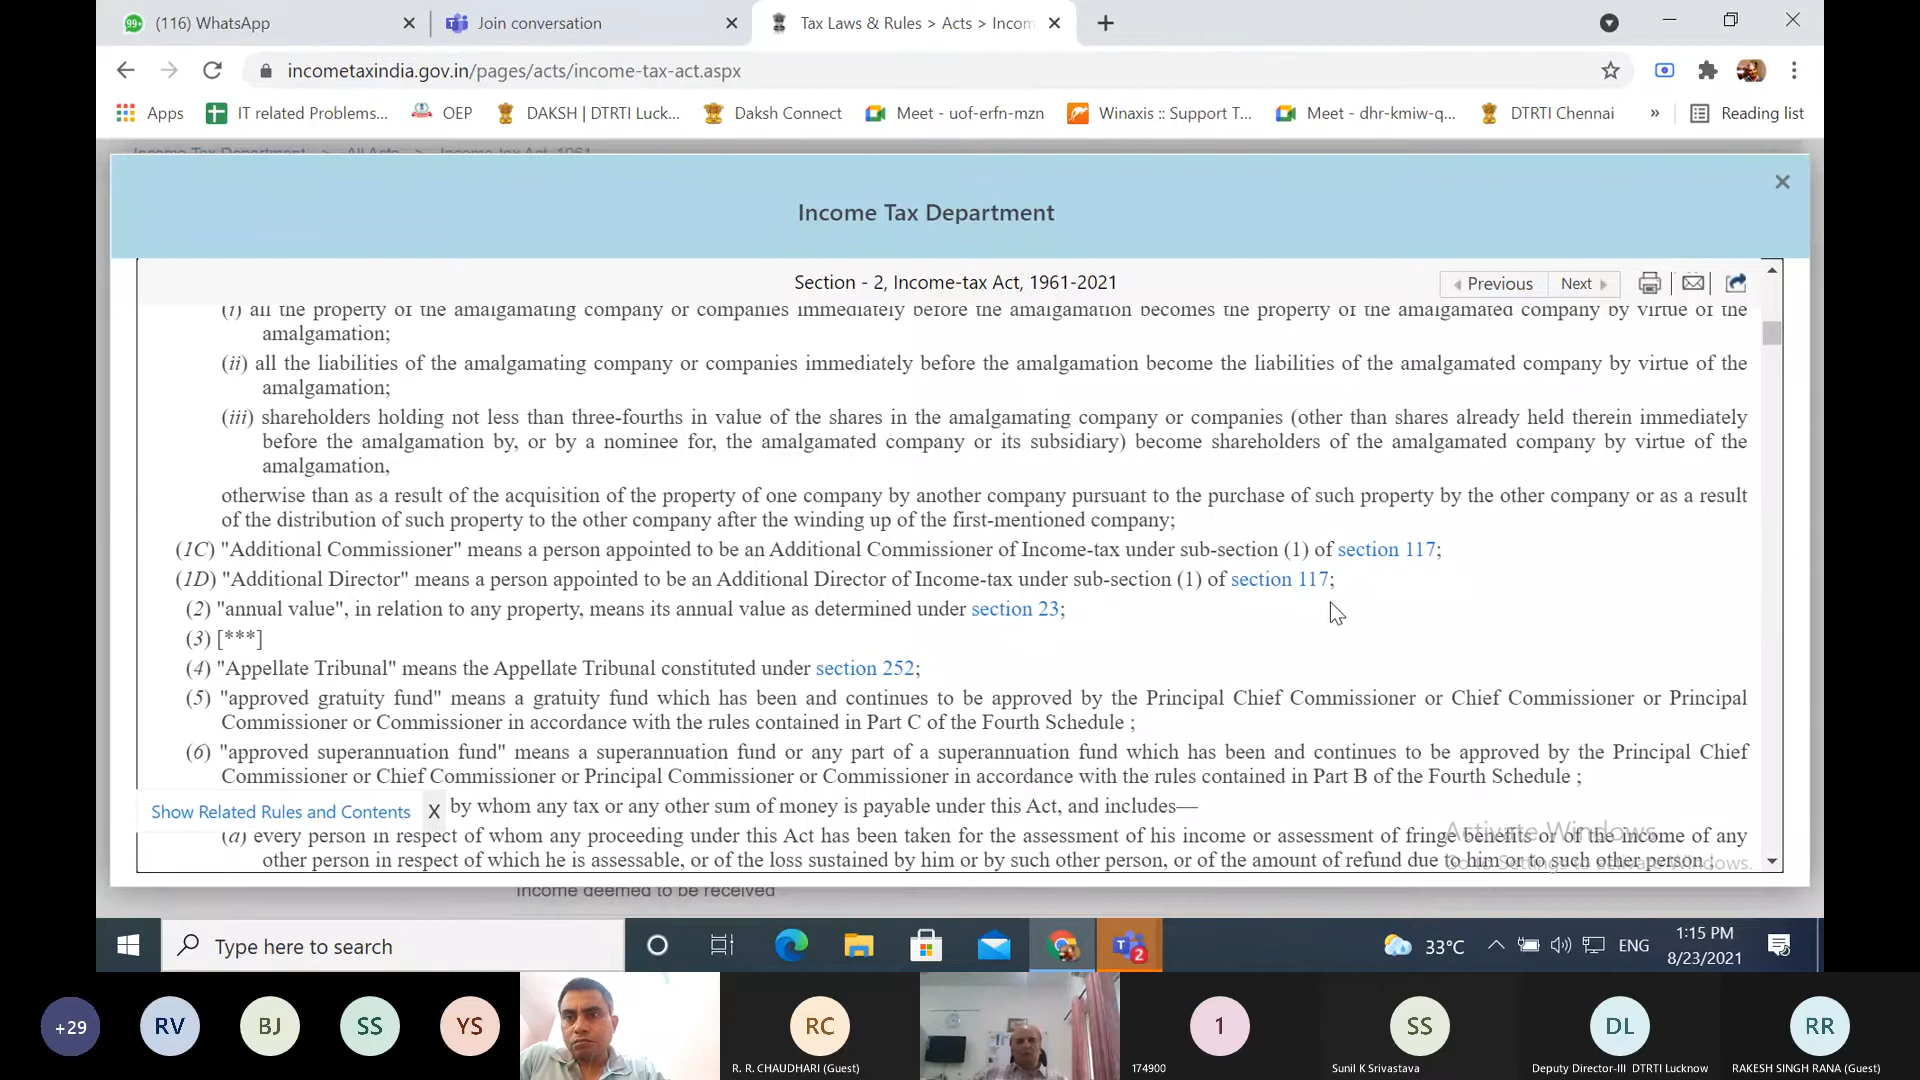 (116) WhatsApp
Join conversation
Tax Laws & Rules > Acts > Incom
incometaxindia.gov.in/pages/acts/income-tax-act.aspx
Apps
IT related Problems...
OEP
DAKSH | DTRTI Luck...
Daksh Connect
Meet - uof-erfn-mzn
Winaxis :: Support T...
Meet - dhr-kmiw-q...
DTRTI Chennai
»
Reading list
Income Tax Department > All Acts > Income-tax Act, 1961
Income Tax Department
Section - 2, Income-tax Act, 1961-2021
Previous
Next
(i) all the property of the amalgamating company or companies immediately before the amalgamation becomes the property of the amalgamated company by virtue of the
amalgamation;
(ii) all the liabilities of the amalgamating company or companies immediately before the amalgamation become the liabilities of the amalgamated company by virtue of the
amalgamation;
(iii) shareholders holding not less than three-fourths in value of the shares in the amalgamating company or companies (other than shares already held therein immediately
before the amalgamation by, or by a nominee for, the amalgamated company or its subsidiary) become shareholders of the amalgamated company by virtue of the
amalgamation,
otherwise than as a result of the acquisition of the property of one company by another company pursuant to the purchase of such property by the other company or as a result
of the distribution of such property to the other company after the winding up of the first-mentioned company;
(1C) "Additional Commissioner" means a person appointed to be an Additional Commissioner of Income-tax under sub-section (1) of section 117;
(1D) "Additional Director" means a person appointed to be an Additional Director of Income-tax under sub-section (1) of section 117;
(2) "annual value", in relation to any property, means its annual value as determined under section 23;
(3) [***]
(4) "Appellate Tribunal" means the Appellate Tribunal constituted under section 252;
(5) "approved gratuity fund" means a gratuity fund which has been and continues to be approved by the Principal Chief Commissioner or Chief Commissioner or Principal
Commissioner or Commissioner in accordance with the rules contained in Part C of the Fourth Schedule ;
(6) "approved superannuation fund" means a superannuation fund or any part of a superannuation fund which has been and continues to be approved by the Principal Chief
Commissioner or Chief Commissioner or Principal Commissioner or Commissioner in accordance with the rules contained in Part B of the Fourth Schedule ;
Show Related Rules and Contents X by whom any tax or any other sum of money is payable under this Act, and includes—
(a) every person in respect of whom any proceeding under this Act has been taken for the assessment of his income or assessment of fringe benefits or of the income of any
other person in respect of which he is assessable, or of the loss sustained by him or by such other person, or of the amount of refund due to him or to such other person ;
Activate Windows
Go to Settings to activate Windows.
Income deemed to be received
Type here to search
2
33°C
ENG
1:15 PM
8/23/2021
+29
RV
BJ
SS
YS
RC
R. R. CHAUDHARI (Guest)
1
174900
SS
Sunil K Srivastava
DL
Deputy Director-III DTRTI Lucknow
RR
RAKESH SINGH RANA (Guest)